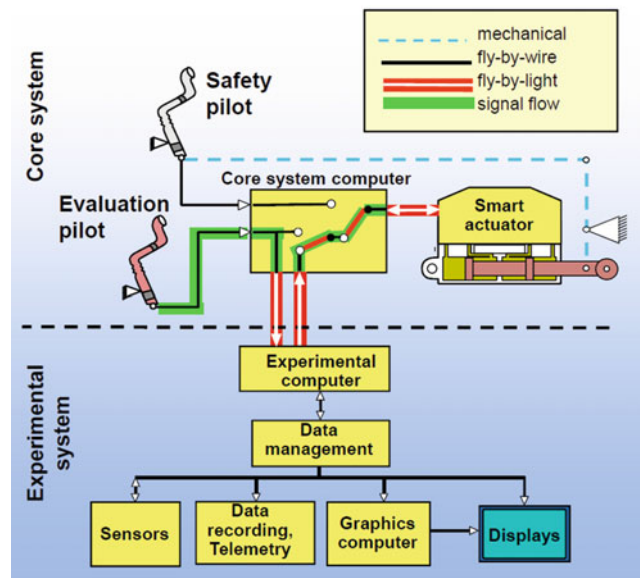 mechanical
fly-by-wire
fly-by-light
signal flow
Core system
Safety
pilot
Core system computer
Smart
actuator
Evaluation
pilot
Experimental
system
Experimental
computer
Data
management
Sensors
Data
recording,
Telemetry
Graphics
computer
Displays